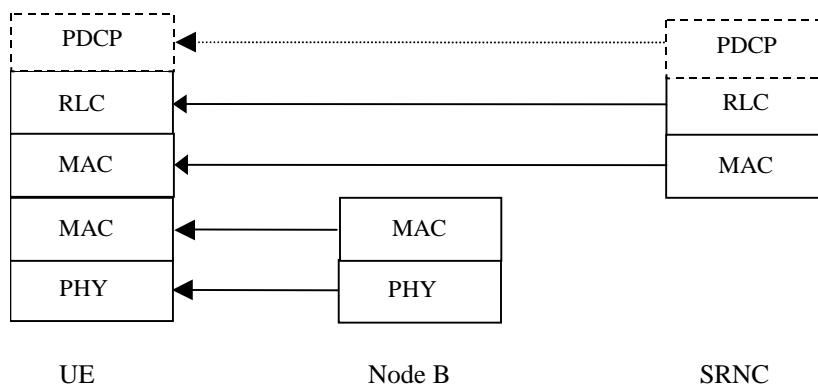 PDCP
PDCP
RLC
RLC
MAC
MAC
MAC
MAC
PHY
PHY
UE
Node B
SRNC